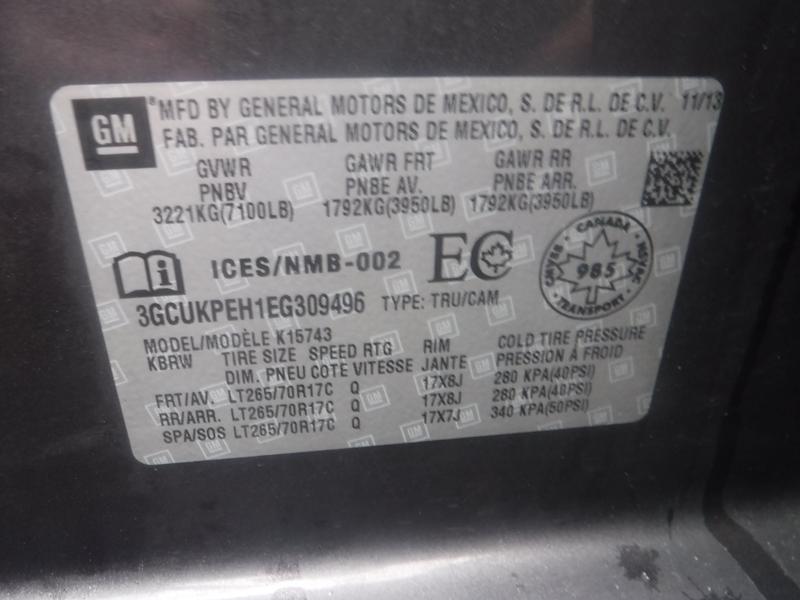 GM
®MFD BY GENERAL MOTORS DE MEXICO, S. DE R.L. DE C.V. 11/13
FAB. PAR GENERAL MOTORS DE MEXICO, S. DE R.L. DE C.V.
GVWR GAWR FRT GAWR RR
PNBV PNBE AV. PNBE ARR.
3221KG(7100LB) 1792KG(3950LB) 1792KG(3950LB)
i ICES/NMB-002 EC
CANADA
985
TRANSPORT
3GCUKPEH1EG309496 TYPE: TRU/CAM
MODEL/MODÈLE K15743
KBRW TIRE SIZE SPEED RTG RIM COLD TIRE PRESSURE
DIM. PNEU COTE VITESSE JANTE PRESSION À FROID
FRT/AV. LT265/70R17C Q 17X8J 280 KPA(40PSI)
RR/ARR. LT265/70R17C Q 17X8J 280 KPA(40PSI)
SPA/SOS LT265/70R17C Q 17X7J 340 KPA(50PSI)